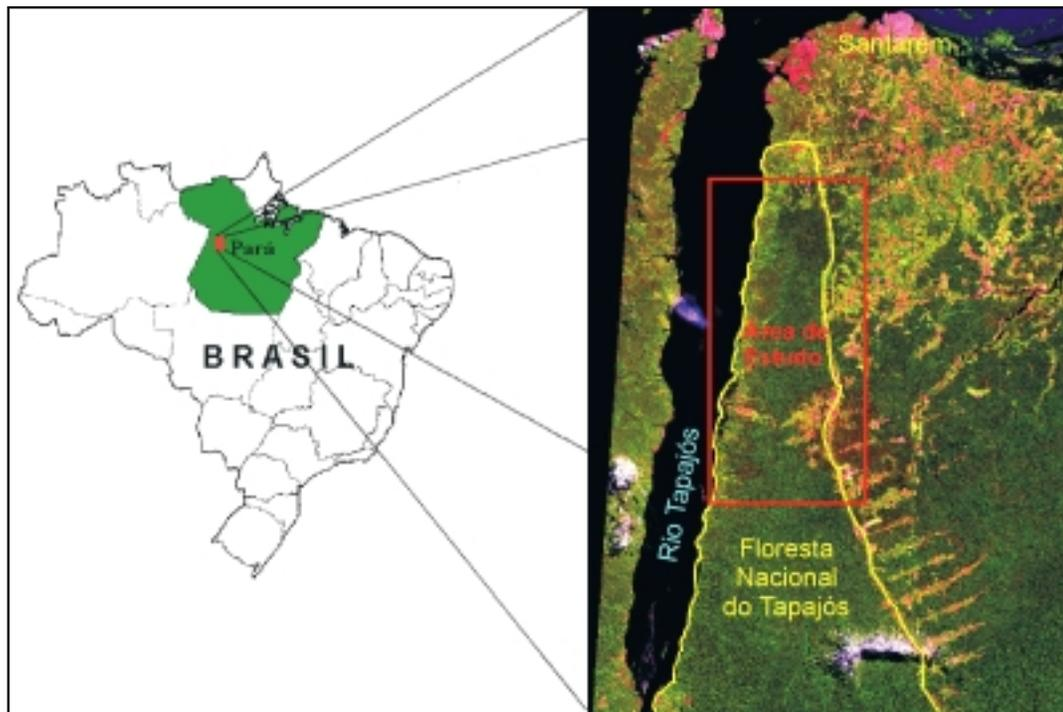 Pará
BRASIL
Santarém
Área de
Estudo
Rio Tapajós
Floresta
Nacional
do Tapajós